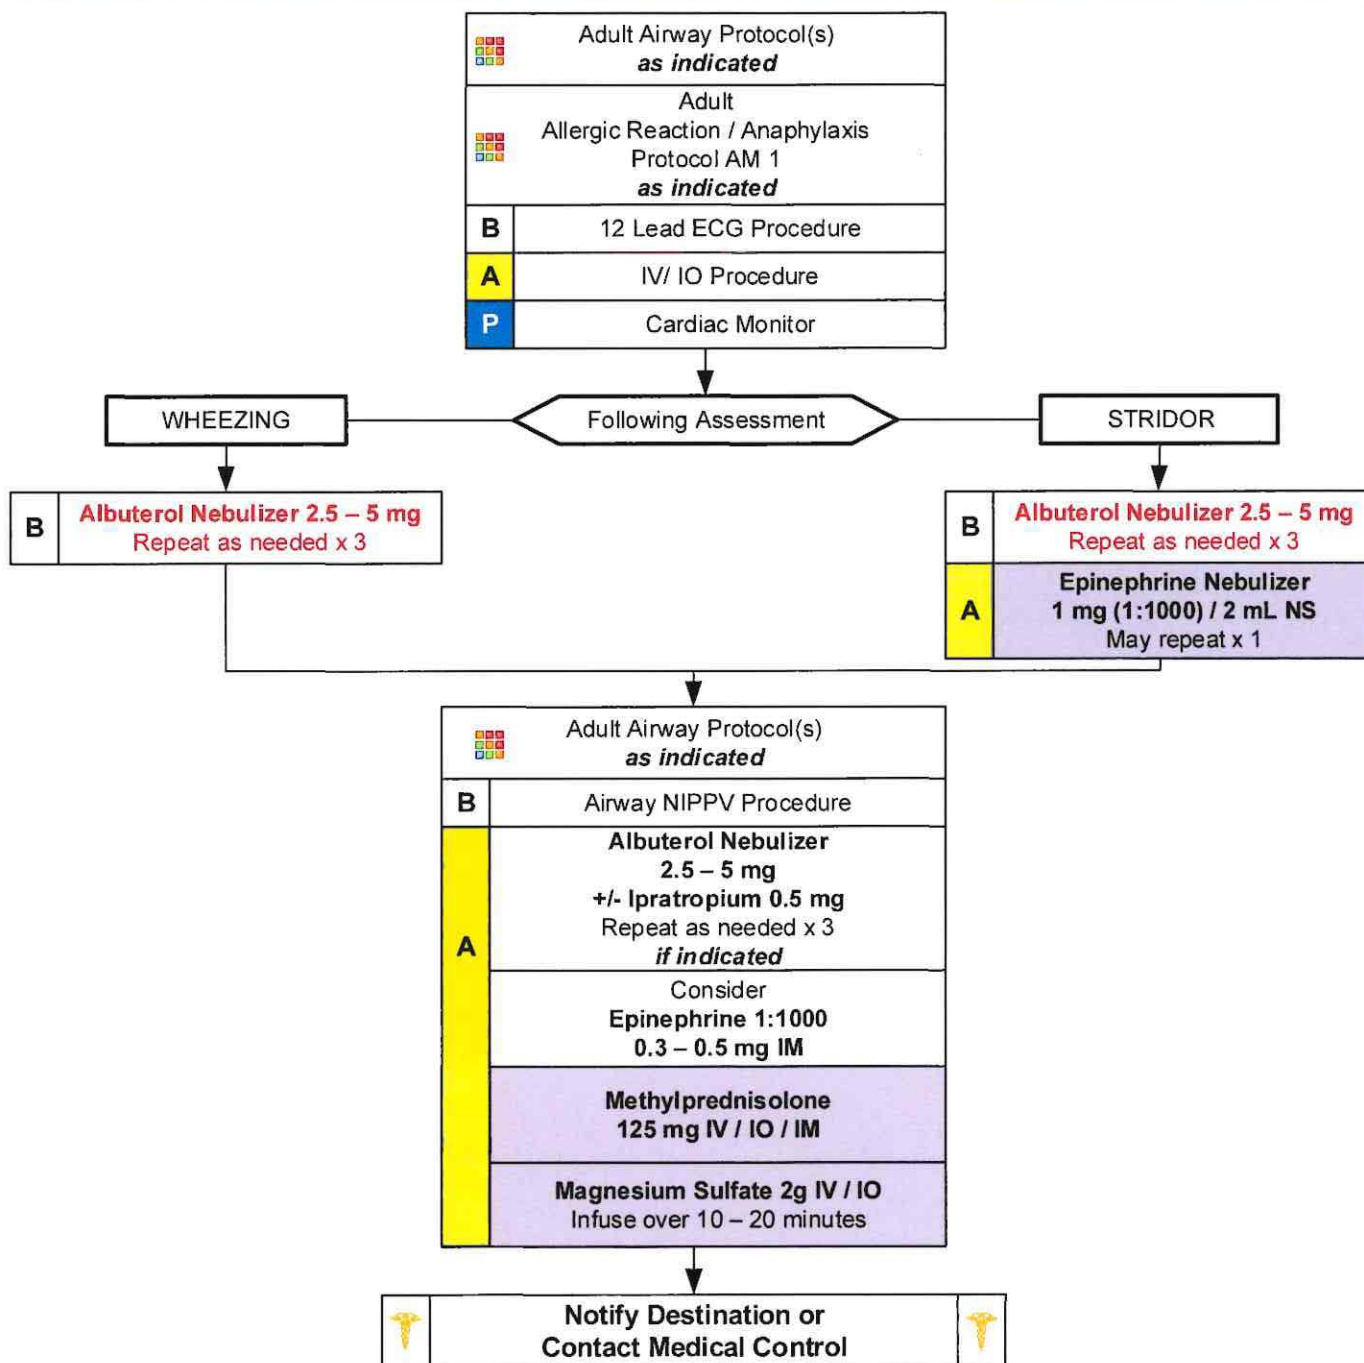 Adult Airway Protocol(s)
as indicated
Adult
Allergic Reaction / Anaphylaxis
Protocol AM 1
as indicated
B
12 Lead ECG Procedure
A
IV/ IO Procedure
P
Cardiac Monitor
WHEEZING
Following Assessment
STRIDOR
B
Albuterol Nebulizer 2.5 – 5 mg
Repeat as needed x 3
B
Albuterol Nebulizer 2.5 – 5 mg
Repeat as needed x 3
A
Epinephrine Nebulizer
1 mg (1:1000) / 2 mL NS
May repeat x 1
Adult Airway Protocol(s)
as indicated
B
Airway NIPPV Procedure
A
Albuterol Nebulizer
2.5 – 5 mg
+/- Ipratropium 0.5 mg
Repeat as needed x 3
if indicated
Consider
Epinephrine 1:1000
0.3 – 0.5 mg IM
Methylprednisolone
125 mg IV / IO / IM
Magnesium Sulfate 2g IV / IO
Infuse over 10 – 20 minutes
Notify Destination or
Contact Medical Control